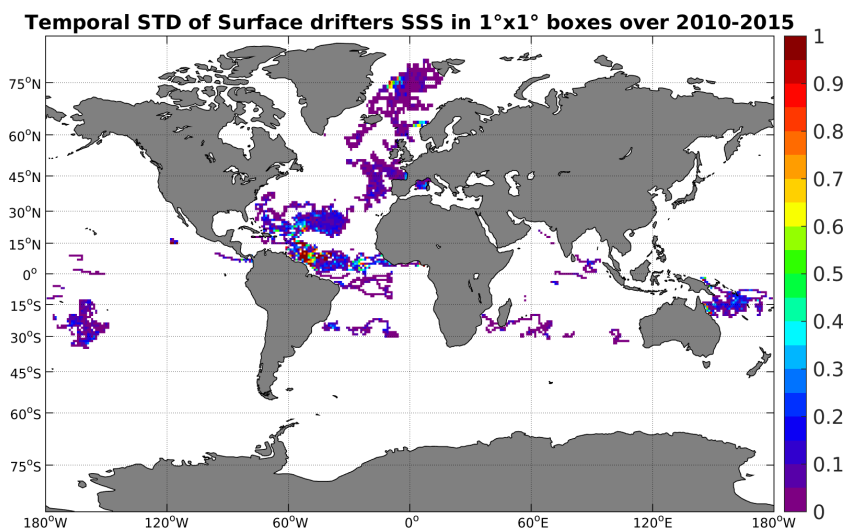 Temporal STD of Surface drifters SSS in 1°x1° boxes over 2010-2015
75°N
60°N
45°N
30°N
15°N
0°
15°S
30°S
45°S
60°S
75°S
180°W
120°W
60°W
0°
60°E
120°E
180°W
1
0.9
0.8
0.7
0.6
0.5
0.4
0.3
0.2
0.1
0